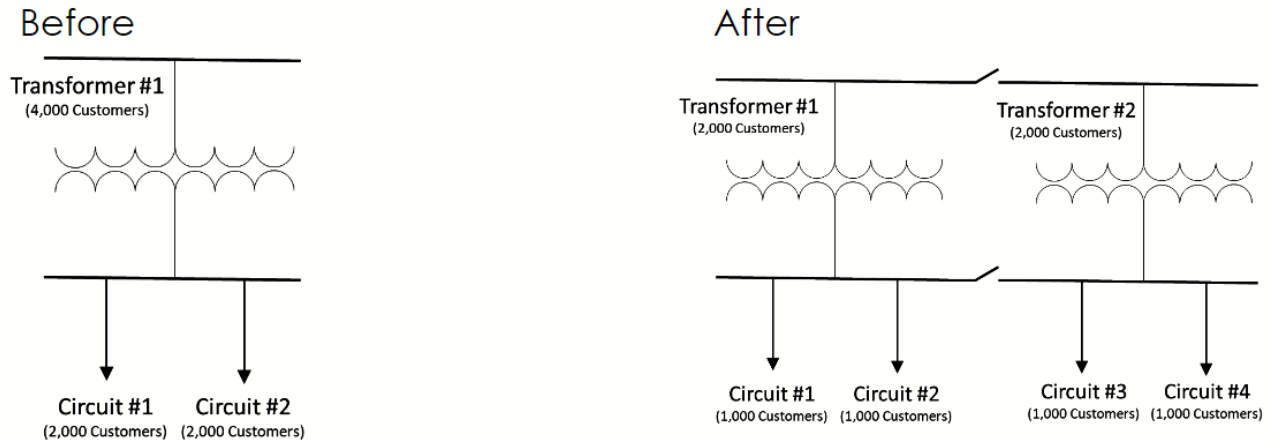 Before
Transformer #1
(4,000 Customers)
Circuit #1
(2,000 Customers)
Circuit #2
(2,000 Customers)
After
Transformer #1
(2,000 Customers)
Transformer #2
(2,000 Customers)
Circuit #1
(1,000 Customers)
Circuit #2
(1,000 Customers)
Circuit #3
(1,000 Customers)
Circuit #4
(1,000 Customers)